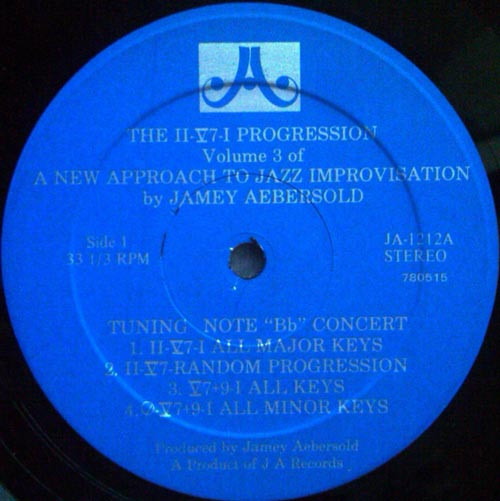 THE II-V7-I PROGRESSION
Volume 3 of
A NEW APPROACH TO JAZZ IMPROVISATION
by JAMEY AEBERSOLD
Side 1
33 1/3 RPM
JA-1212A
STEREO
780515
TUNING NOTE "Bb" CONCERT
1. II-V7-I ALL MAJOR KEYS
2. II-V7-RANDOM PROGRESSION
3. V7+9-I ALL KEYS
4. Ø-V7+9-I ALL MINOR KEYS
Produced by Jamey Aebersold
A Product of J A Records